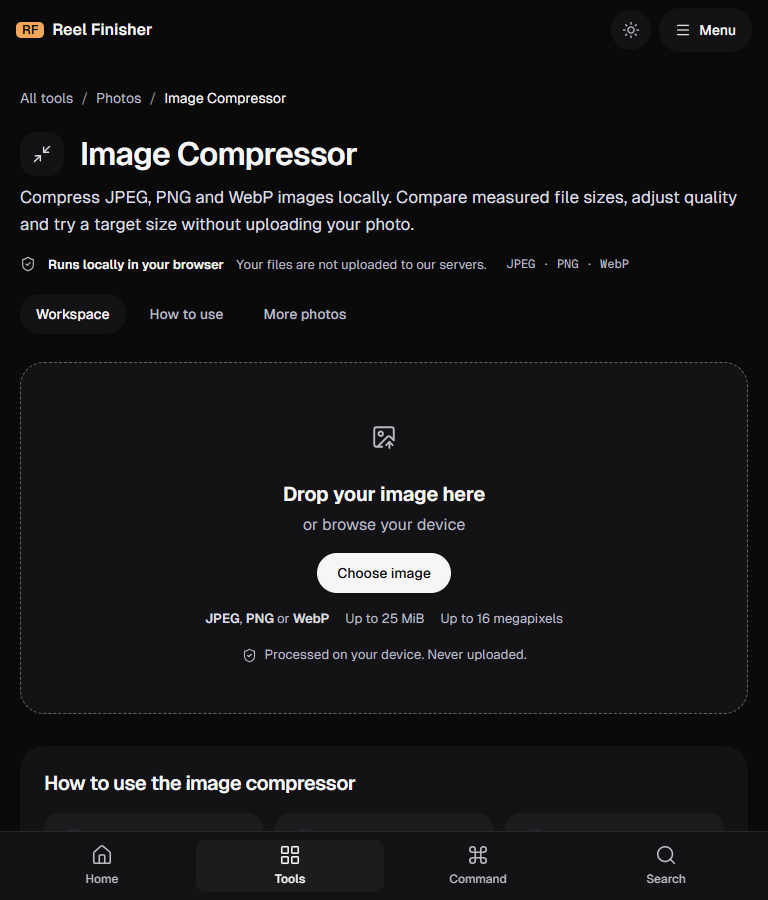 RF Reel Finisher
Menu
All tools / Photos / Image Compressor
Image Compressor
Compress JPEG, PNG and WebP images locally. Compare measured file sizes, adjust quality
and try a target size without uploading your photo.
Runs locally in your browser Your files are not uploaded to our servers. JPEG · PNG · WebP
Workspace How to use More photos
Drop your image here
or browse your device
Choose image
JPEG, PNG or WebP Up to 25 MiB Up to 16 megapixels
Processed on your device. Never uploaded.
How to use the image compressor
Home Tools Command Search